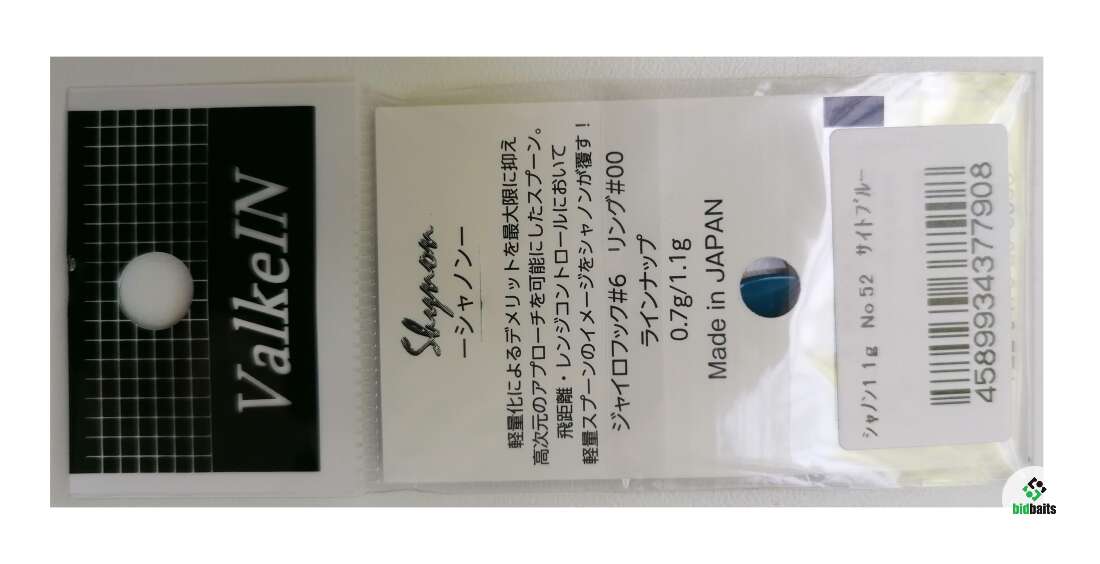 ValkeIN
Shynon
ーシャノンー
軽量化によるデメリットを最大限に抑え
高次元のアプローチを可能にしたスプーン。
飛距離・レンジコントロールにおいて
軽量スプーンのイメージをシャノンが覆す！
ジャイロフック#6 リング#00
ラインナップ
0.7g/1.1g
Made in JAPAN
ｼｬﾉﾝ1 1g No52 ｻｲﾄﾌﾞﾙｰ
4589934377908
bidbaits